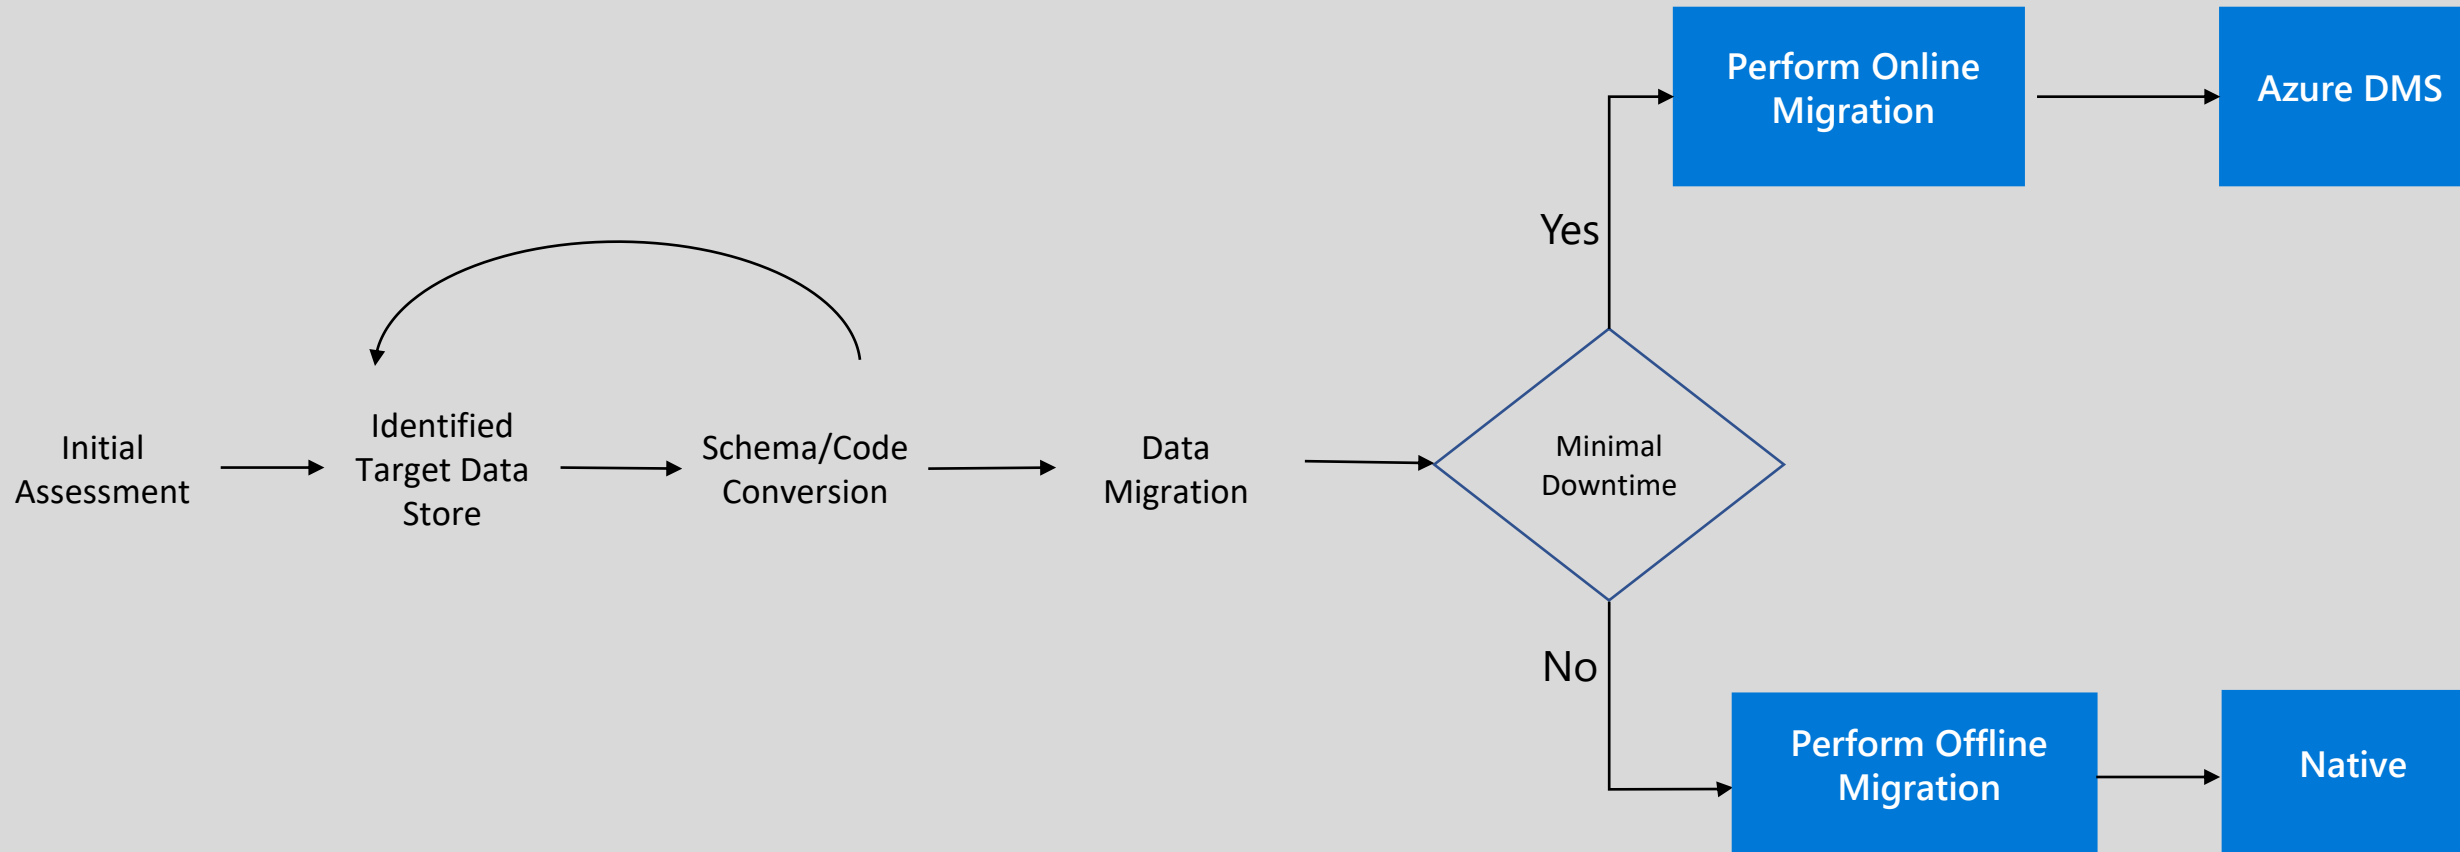 Initial
Assessment
Identified
Target Data
Store
Schema/Code
Conversion
Data
Migration
Minimal
Downtime
Yes
Perform Online
Migration
Azure DMS
No
Perform Offline
Migration
Native